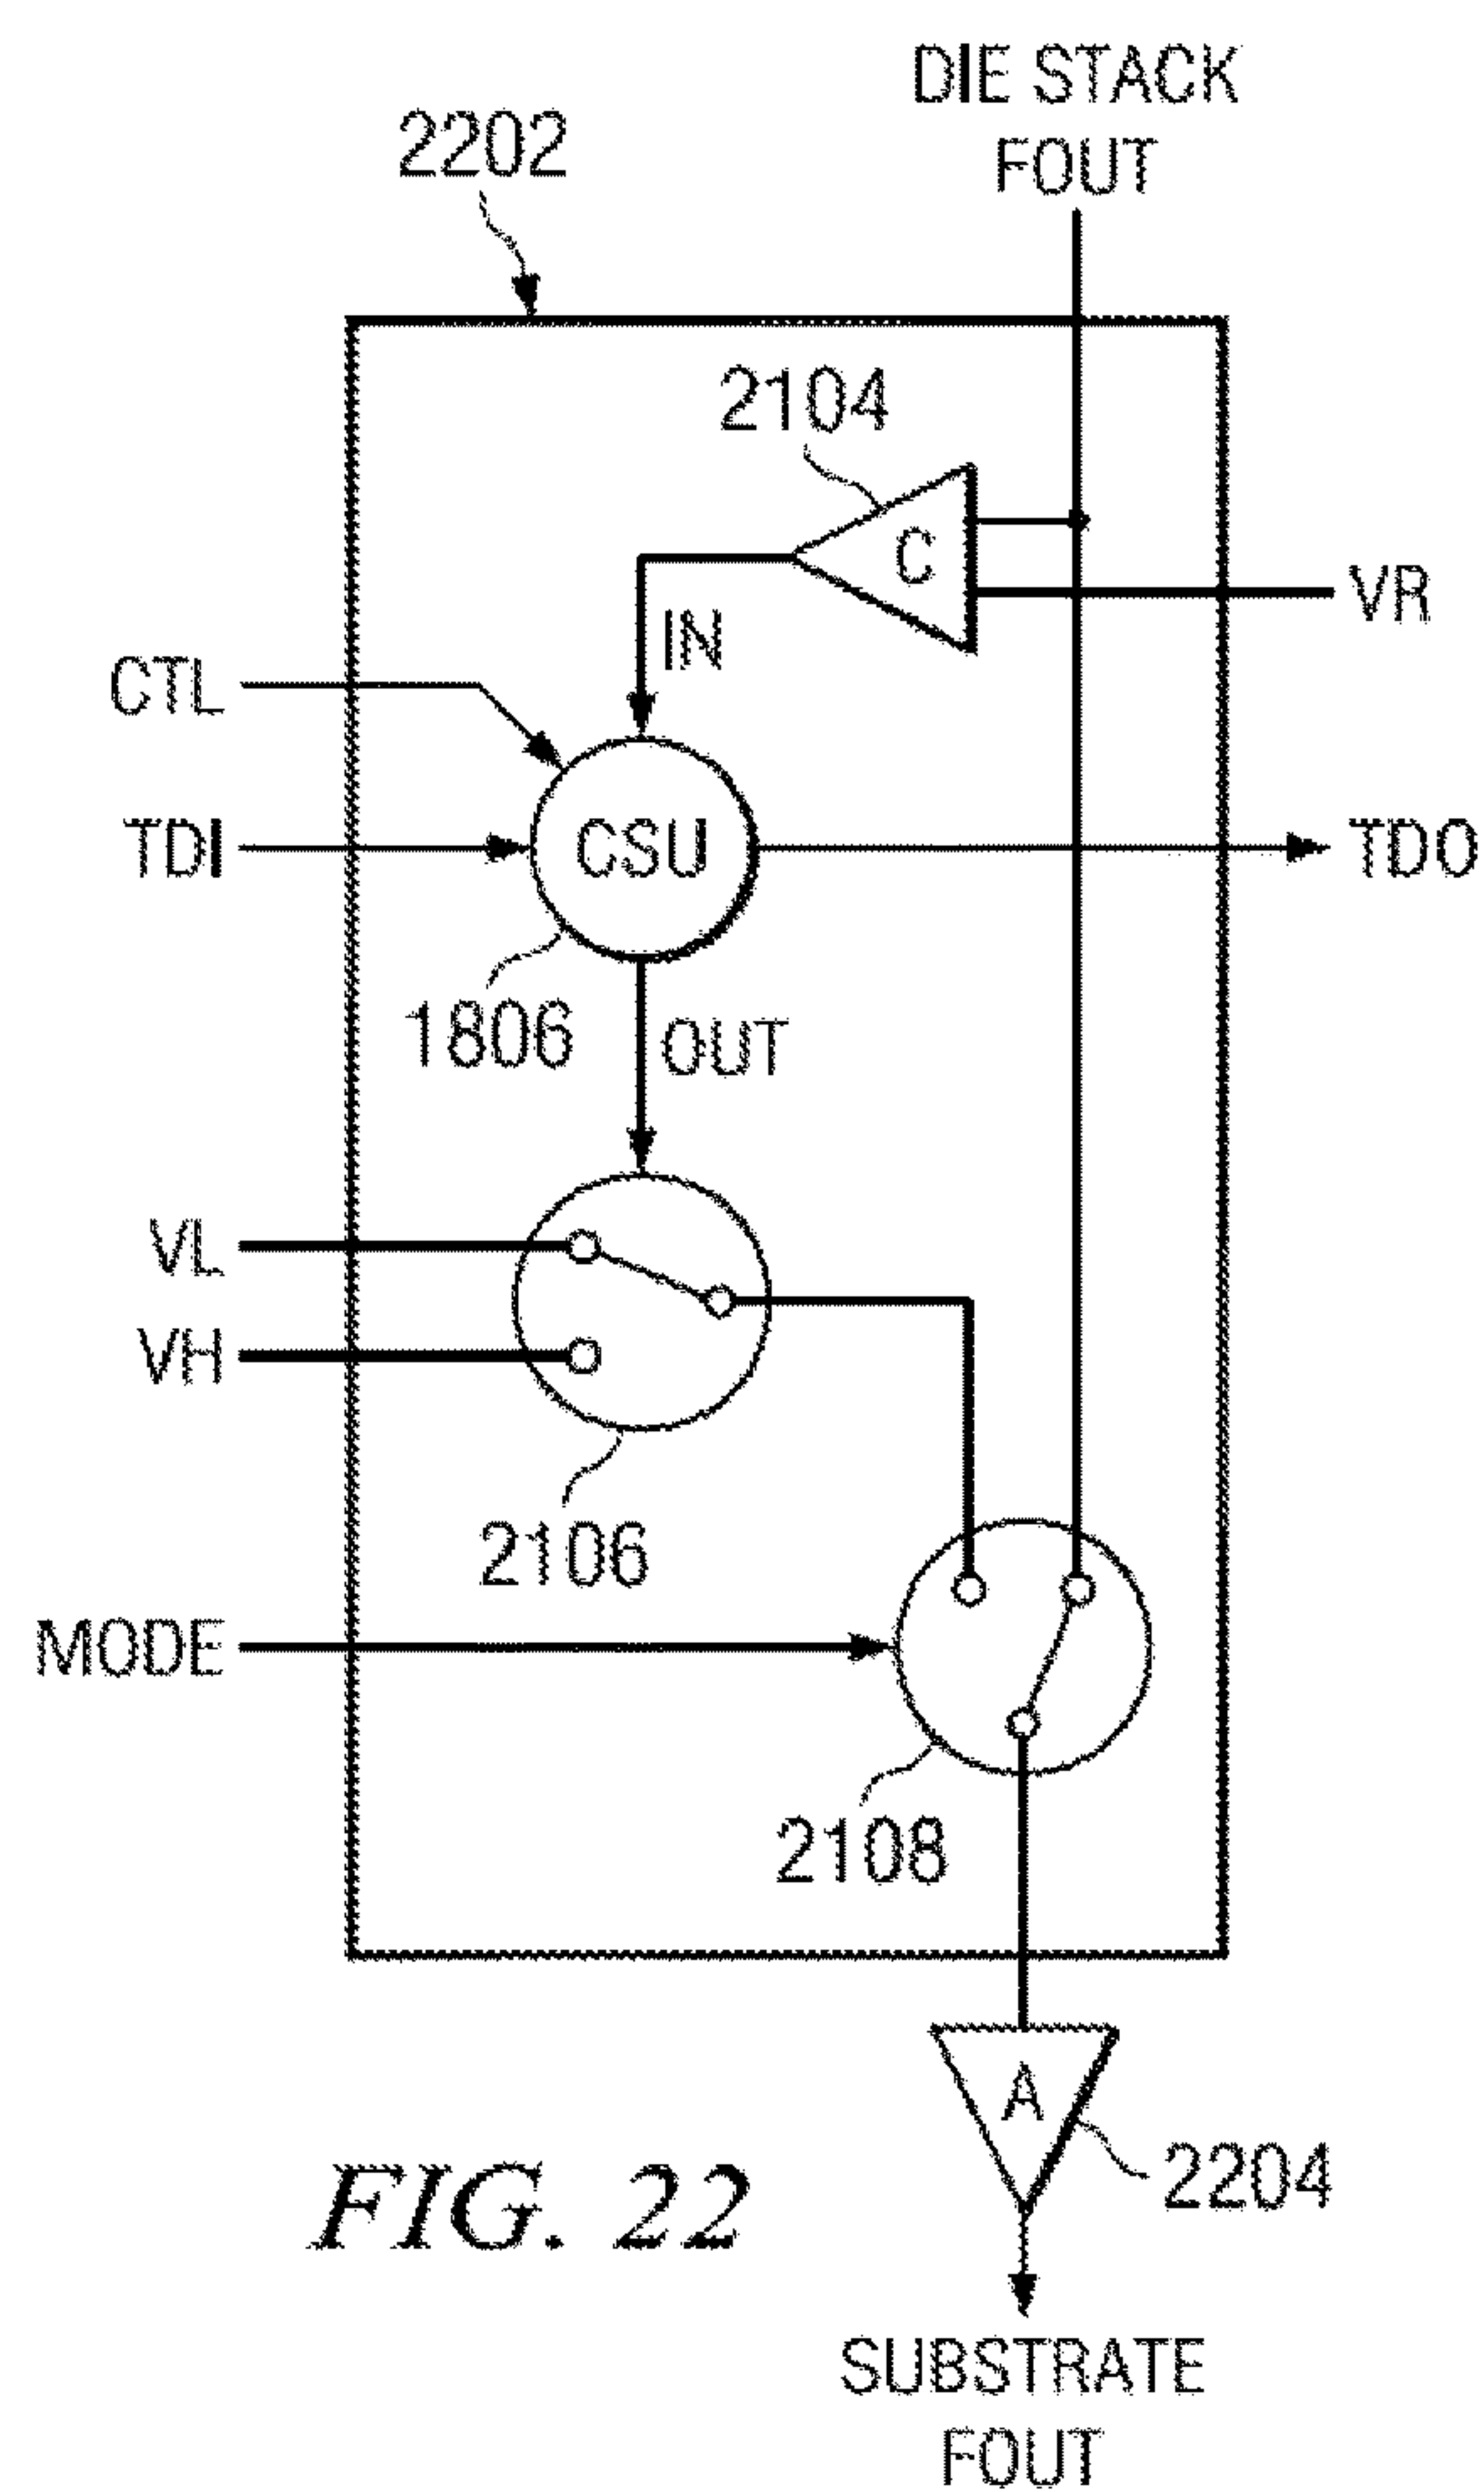 DIE STACK
FOUT
2202
2104
C
VR
IN
CTL
TDI
CSU
TDO
1806
OUT
VL
VH
2106
MODE
2108
A
2204
FIG. 22
SUBSTRATE
FOUT